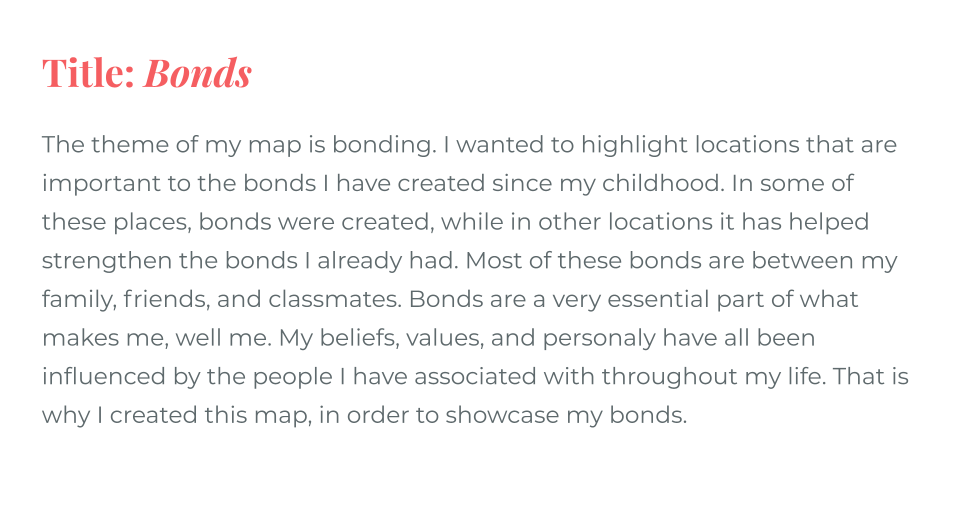 Title: Bonds
The theme of my map is bonding. I wanted to highlight locations that are
important to the bonds I have created since my childhood. In some of
these places, bonds were created, while in other locations it has helped
strengthen the bonds I already had. Most of these bonds are between my
family, friends, and classmates. Bonds are a very essential part of what
makes me, well me. My beliefs, values, and personaly have all been
influenced by the people I have associated with throughout my life. That is
why I created this map, in order to showcase my bonds.